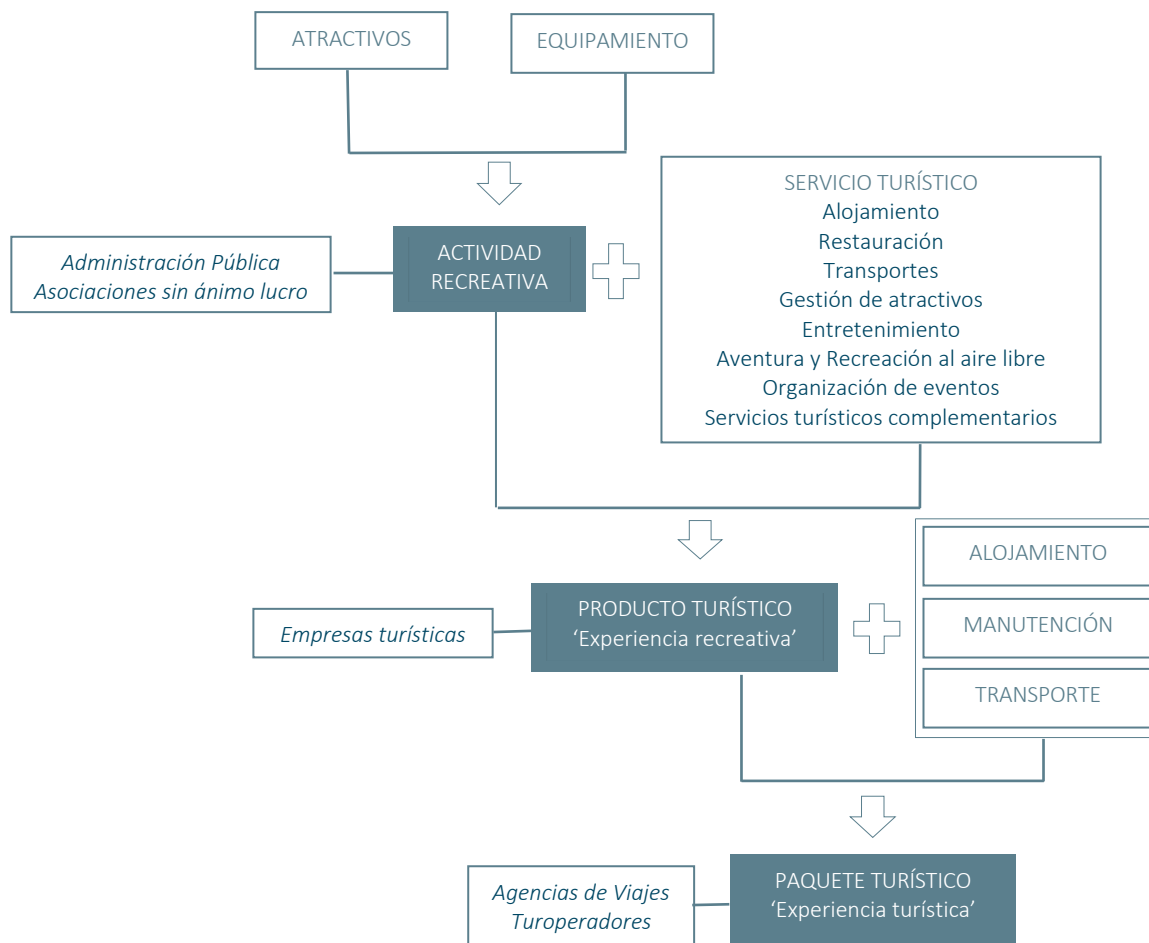 ATRACTIVOS
EQUIPAMIENTO
SERVICIO TURÍSTICO
Alojamiento
Restauración
Transportes
Gestión de atractivos
Entretenimiento
Aventura y Recreación al aire libre
Organización de eventos
Servicios turísticos complementarios
ACTIVIDAD
RECREATIVA
Administración Pública
Asociaciones sin ánimo lucro
ALOJAMIENTO
MANUTENCIÓN
TRANSPORTE
PRODUCTO TURÍSTICO
‘Experiencia recreativa’
Empresas turísticas
PAQUETE TURÍSTICO
‘Experiencia turística’
Agencias de Viajes
Turoperadores